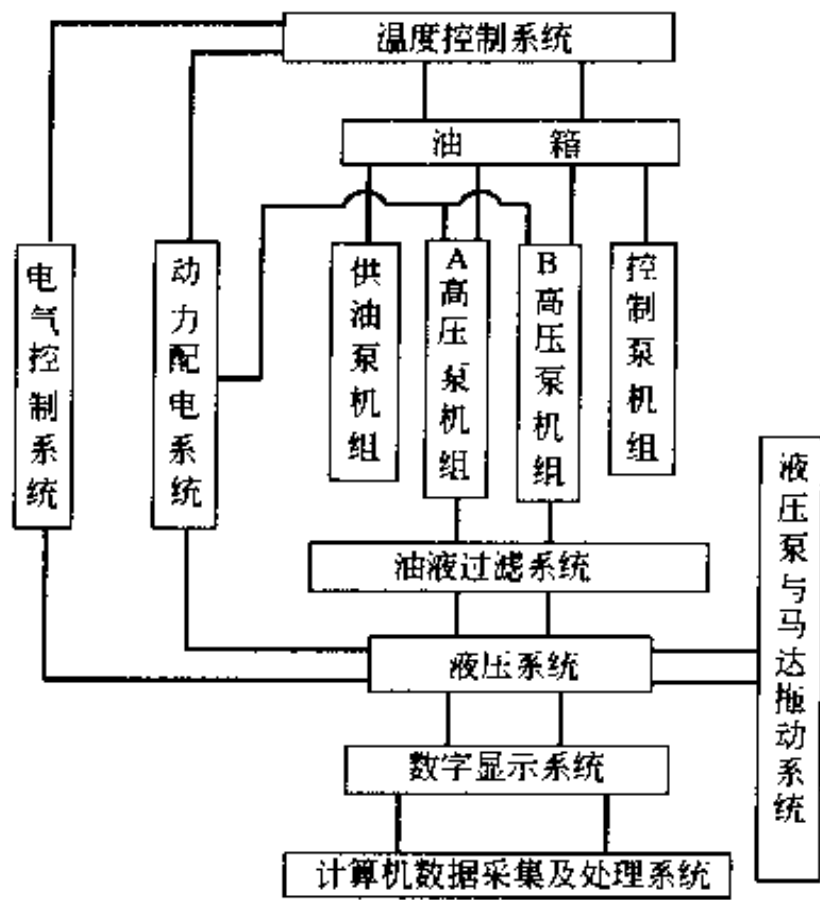 温度控制系统
油 箱
电气控制系统
动力配电系统
供油泵机组
A高压泵机组
B高压泵机组
控制泵机组
液压泵与马达拖动系统
油液过滤系统
液压系统
数字显示系统
计算机数据采集及处理系统